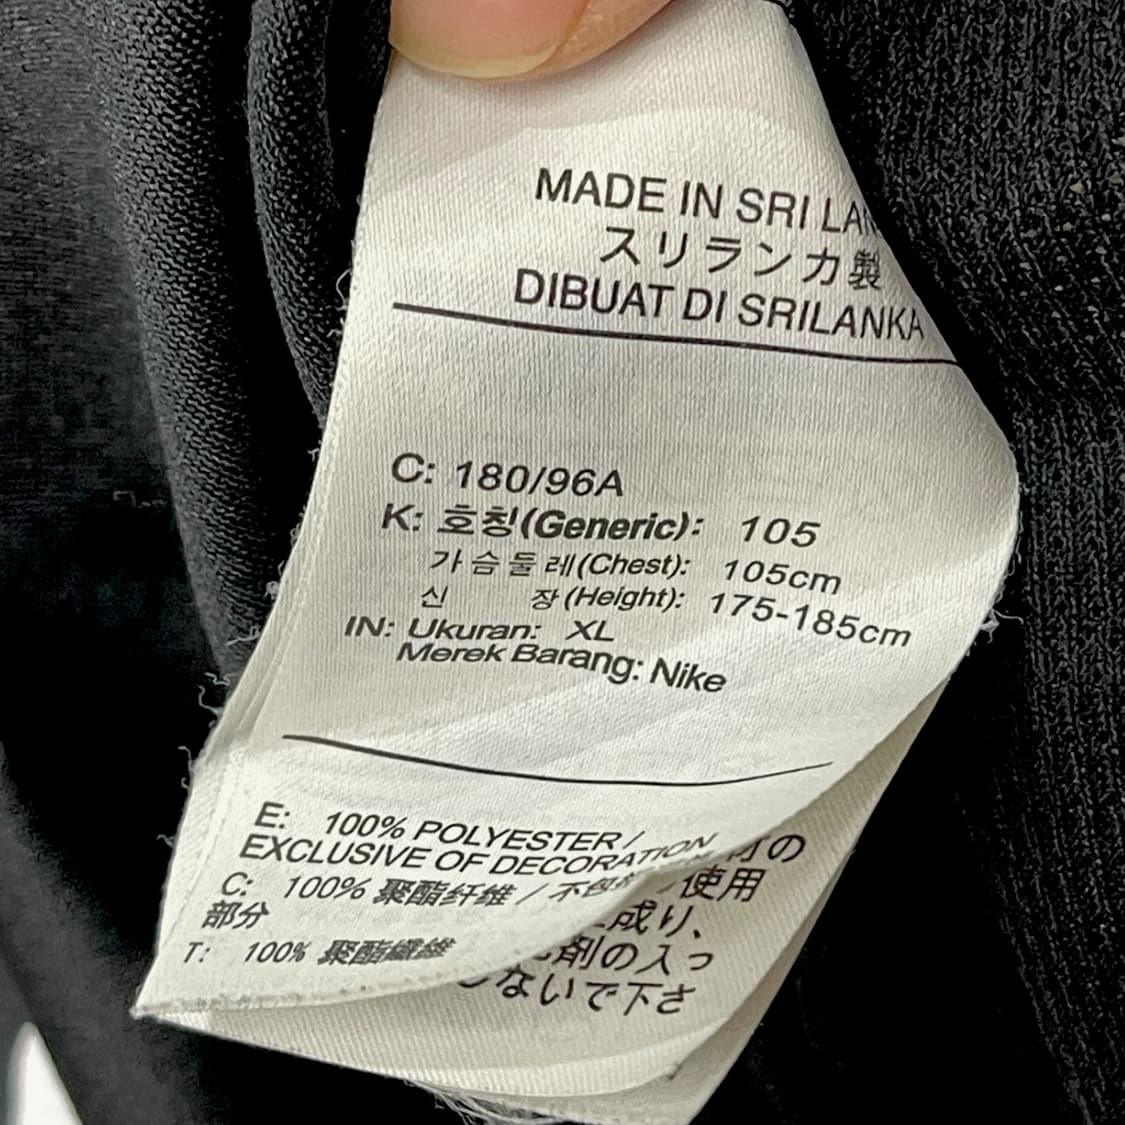 MADE IN SRI
スリランカ製
DIBUAT DI SRILANKA
C: 180/96A
K: 호칭(Generic): 105
가슴둘레(Chest): 105cm
신 장(Height): 175-185cm
IN: Ukuran: XL
Merek Barang: Nike
E: 100% POLYESTER /
EXCLUSIVE OF DECORATION
C: 100% 聚酯纤维 / 不包
部分
T: 100% 聚酯纖維
の
使用
成り、
剤の入っ
ないで下さ